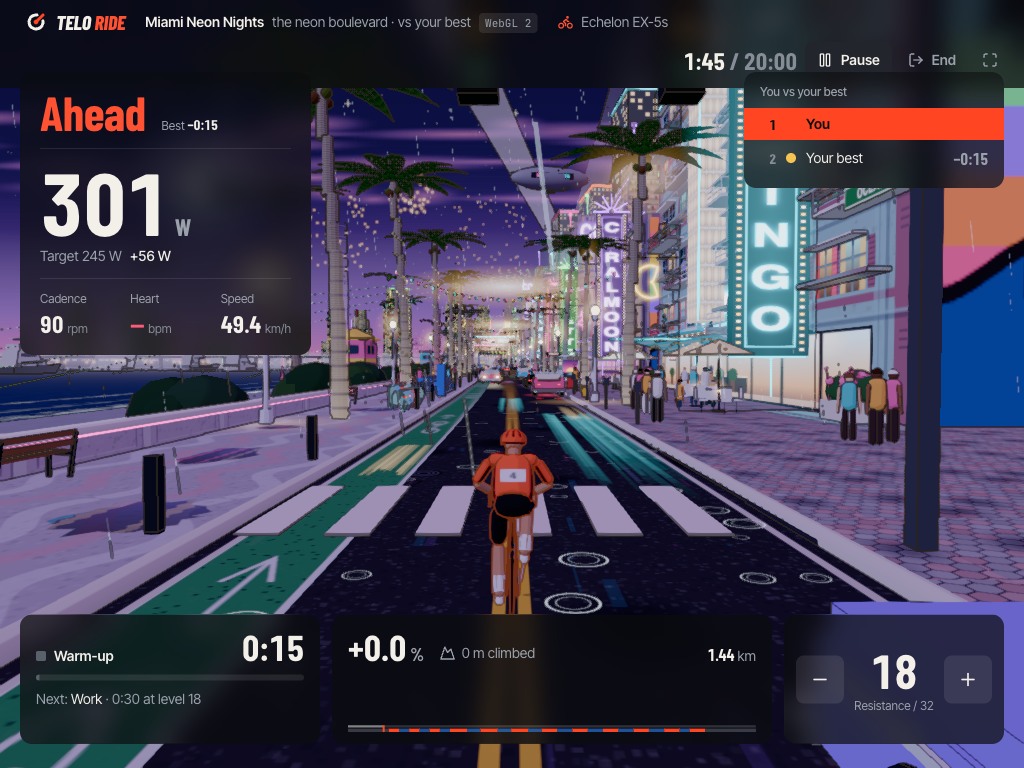 TELO RIDE Miami Neon Nights the neon boulevard · vs your best WebGL 2 Echelon EX-5s
1:45 / 20:00 Pause End
Ahead Best −0:15
You vs your best
1 You
2 Your best −0:15
301 W
Target 245 W +56 W
Cadence Heart Speed
90 rpm — bpm 49.4 km/h
CORALMOON
INGO
4
Warm-up 0:15
Next: Work · 0:30 at level 18
+0.0 % 0 m climbed 1.44 km
− 18 +
Resistance / 32